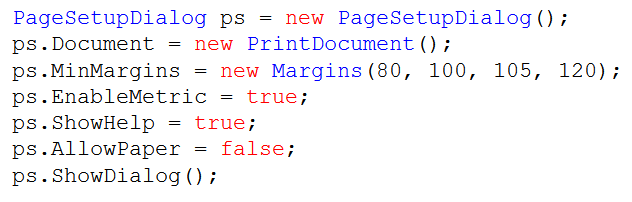 PageSetupDialog ps = new PageSetupDialog();
ps.Document = new PrintDocument();
ps.MinMargins = new Margins(80, 100, 105, 120);
ps.EnableMetric = true;
ps.ShowHelp = true;
ps.AllowPaper = false;
ps.ShowDialog();